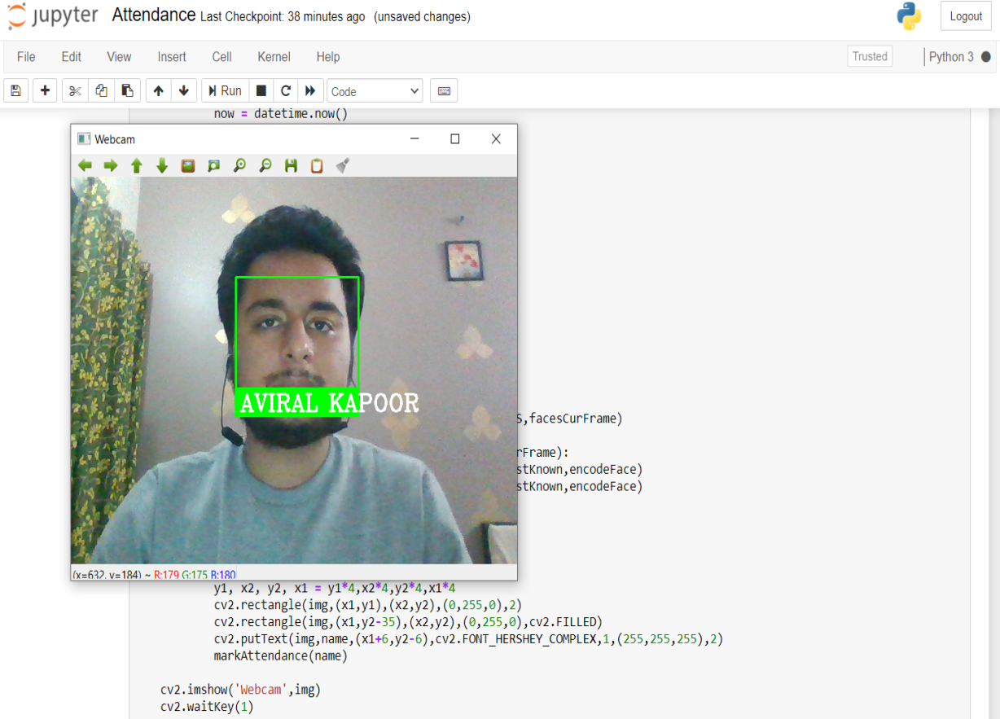 jupyter Attendance Last Checkpoint: 38 minutes ago (unsaved changes) Logout
File Edit View Insert Cell Kernel Help Trusted Python 3
Run Code
now = datetime.now()
Webcam
AVIRAL KAPOOR
S,facesCurFrame)
rFrame):
stKnown,encodeFace)
stKnown,encodeFace)
(x=632, y=184) ~ R:179 G:175 B:180
y1, x2, y2, x1 = y1*4,x2*4,y2*4,x1*4
cv2.rectangle(img,(x1,y1),(x2,y2),(0,255,0),2)
cv2.rectangle(img,(x1,y2-35),(x2,y2),(0,255,0),cv2.FILLED)
cv2.putText(img,name,(x1+6,y2-6),cv2.FONT_HERSHEY_COMPLEX,1,(255,255,255),2)
markAttendance(name)
cv2.imshow('Webcam',img)
cv2.waitKey(1)